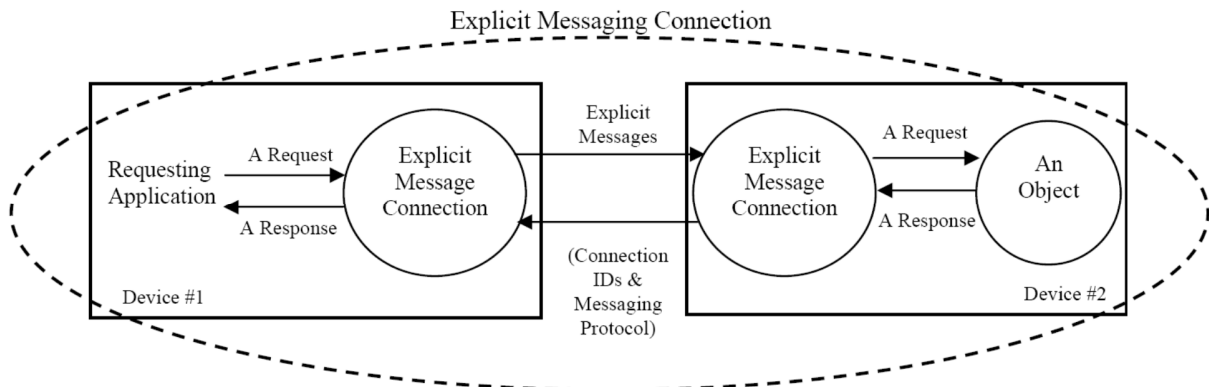 Explicit Messaging Connection
Requesting
Application
A Request
A Response
Explicit
Message
Connection
Device #1
Explicit
Messages
(Connection
IDs &
Messaging
Protocol)
Explicit
Message
Connection
A Request
A Response
An
Object
Device #2